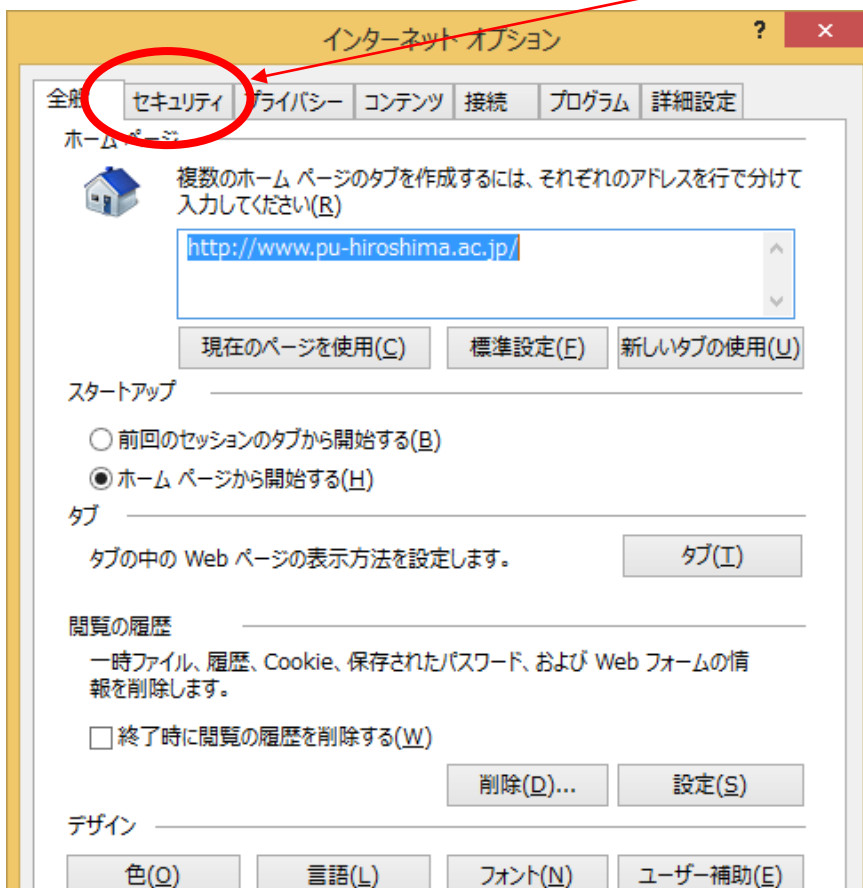 インターネット オプション
?
×
全般 セキュリティ プライバシー コンテンツ 接続 プログラム 詳細設定
ホーム ページ
複数のホーム ページのタブを作成するには、それぞれのアドレスを行で分けて
入力してください(R)
http://www.pu-hiroshima.ac.jp/
現在のページを使用(C) 標準設定(F) 新しいタブの使用(U)
スタートアップ
前回のセッションのタブから開始する(B)
ホーム ページから開始する(H)
タブ
タブの中の Web ページの表示方法を設定します。 タブ(T)
閲覧の履歴
一時ファイル、履歴、Cookie、保存されたパスワード、および Web フォームの情
報を削除します。
終了時に閲覧の履歴を削除する(W)
削除(D)... 設定(S)
デザイン
色(O) 言語(L) フォント(N) ユーザー補助(E)